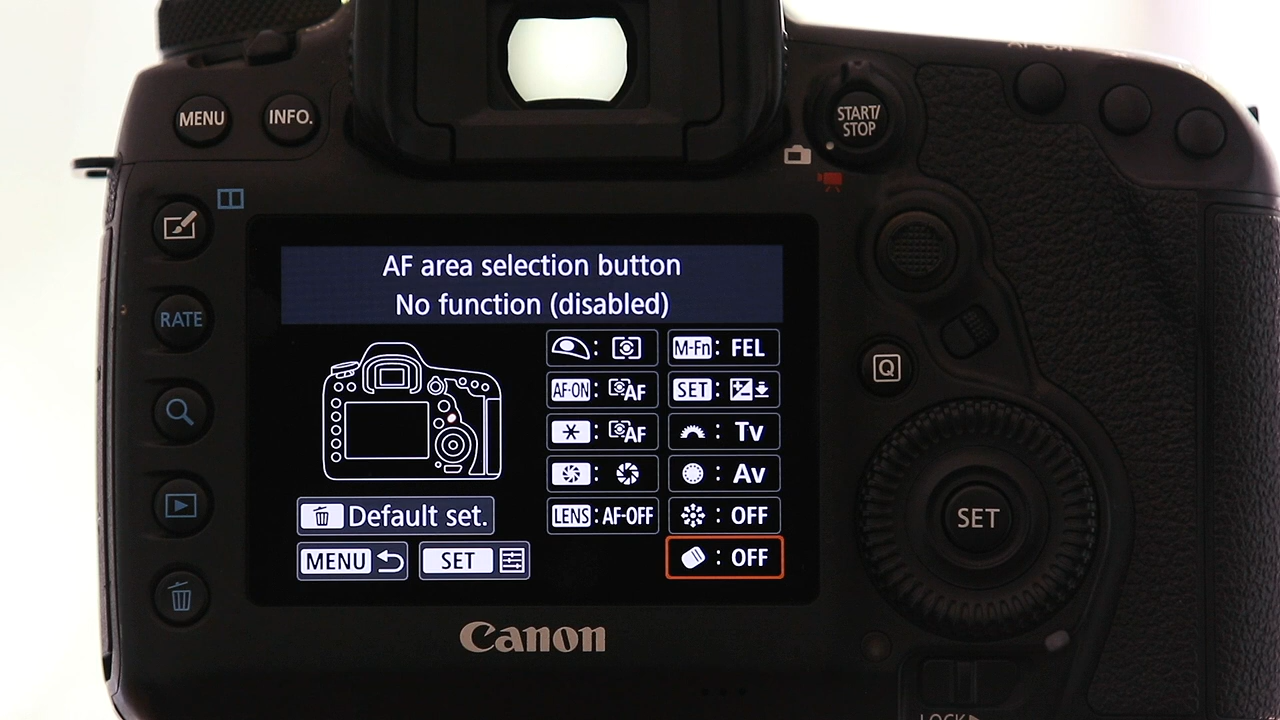 MENU
INFO.
START/
STOP
RATE
AF area selection button
No function (disabled)
M-Fn: FEL
AF-ON: AF
SET:
: AF
: Tv
: Av
LENS: AF-OFF
: OFF
: OFF
Default set.
MENU
SET
Q
SET
Canon
LOCK